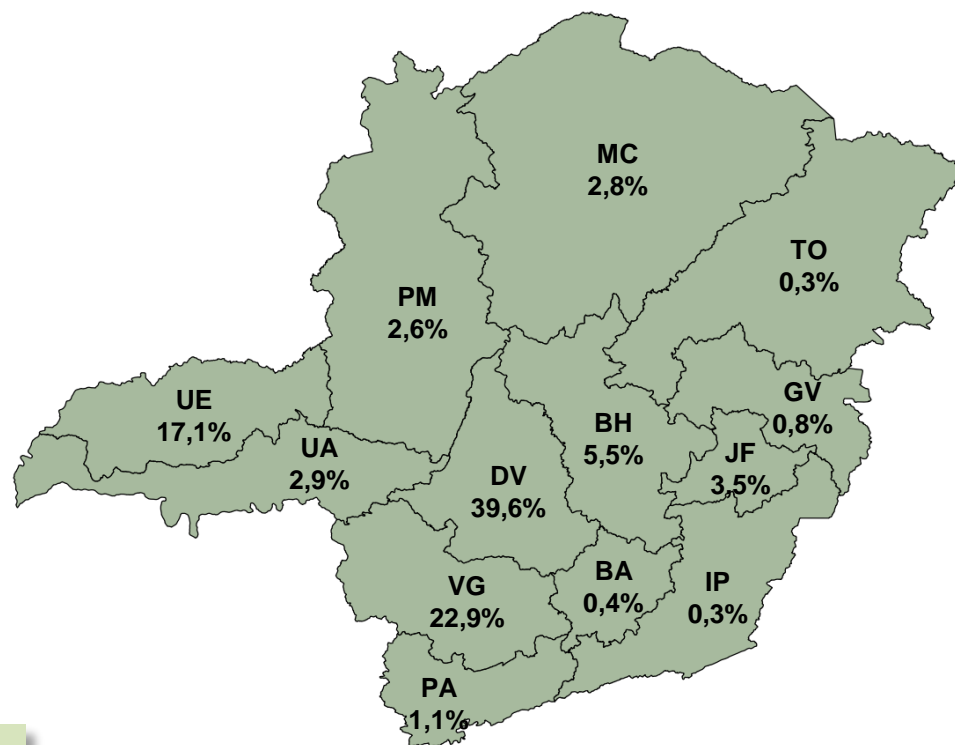 MC
2,8%
TO
0,3%
PM
2,6%
GV
0,8%
UE
17,1%
BH
5,5%
UA
2,9%
JF
3,5%
DV
39,6%
BA
0,4%
IP
0,3%
VG
22,9%
PA
1,1%